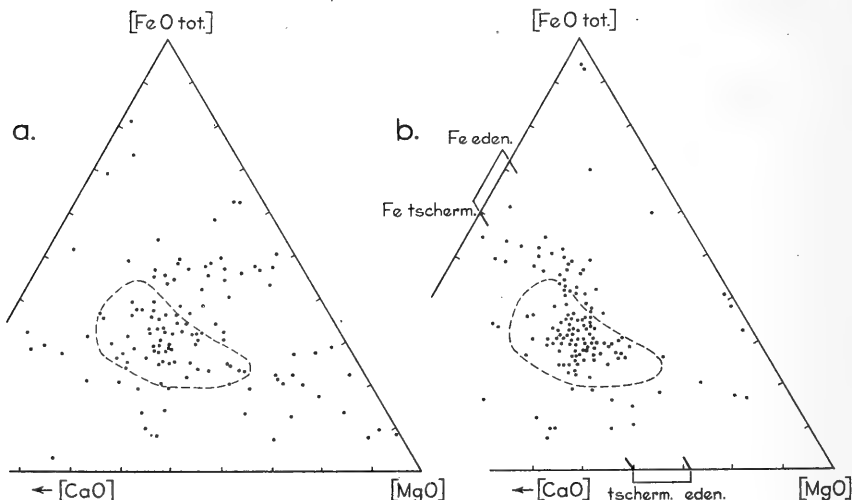 [FeO tot.]
a.
← [CaO]
[MgO]
[FeO tot.]
b.
Fe eden.
Fe tscherm.
← [CaO]
tscherm. eden.
[MgO]